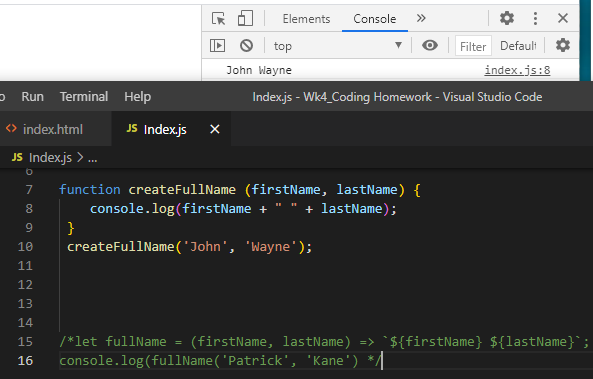 Elements Console »
top Filter Default
John Wayne index.js:8
Run Terminal Help Index.js - Wk4_Coding Homework - Visual Studio Code
<> index.html JS Index.js ×
JS Index.js > ...
6
7 function createFullName (firstName, lastName) {
8 console.log(firstName + " " + lastName);
9 }
10 createFullName('John', 'Wayne');
11
12
13
14
15 /*let fullName = (firstName, lastName) => `${firstName} ${lastName}`;
16 console.log(fullName('Patrick', 'Kane') */